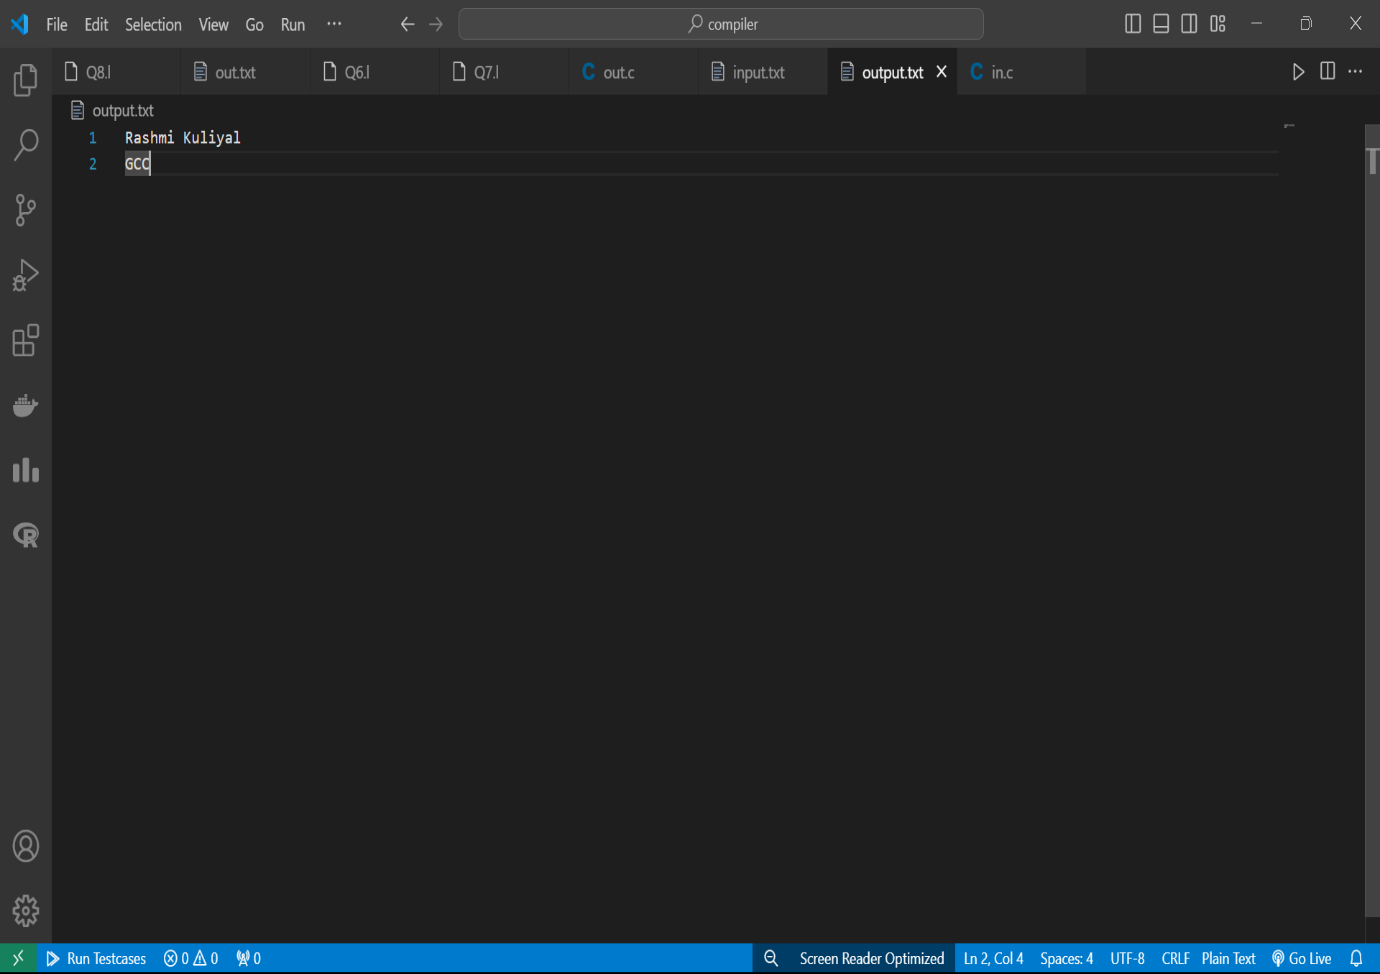 File Edit Selection View Go Run ··· compiler
Q8.l out.txt Q6.l Q7.l C out.c input.txt output.txt C in.c
output.txt
1 Rashmi Kuliyal
2 GCC
R
Run Testcases 0 0 0 Screen Reader Optimized Ln 2, Col 4 Spaces: 4 UTF-8 CRLF Plain Text Go Live